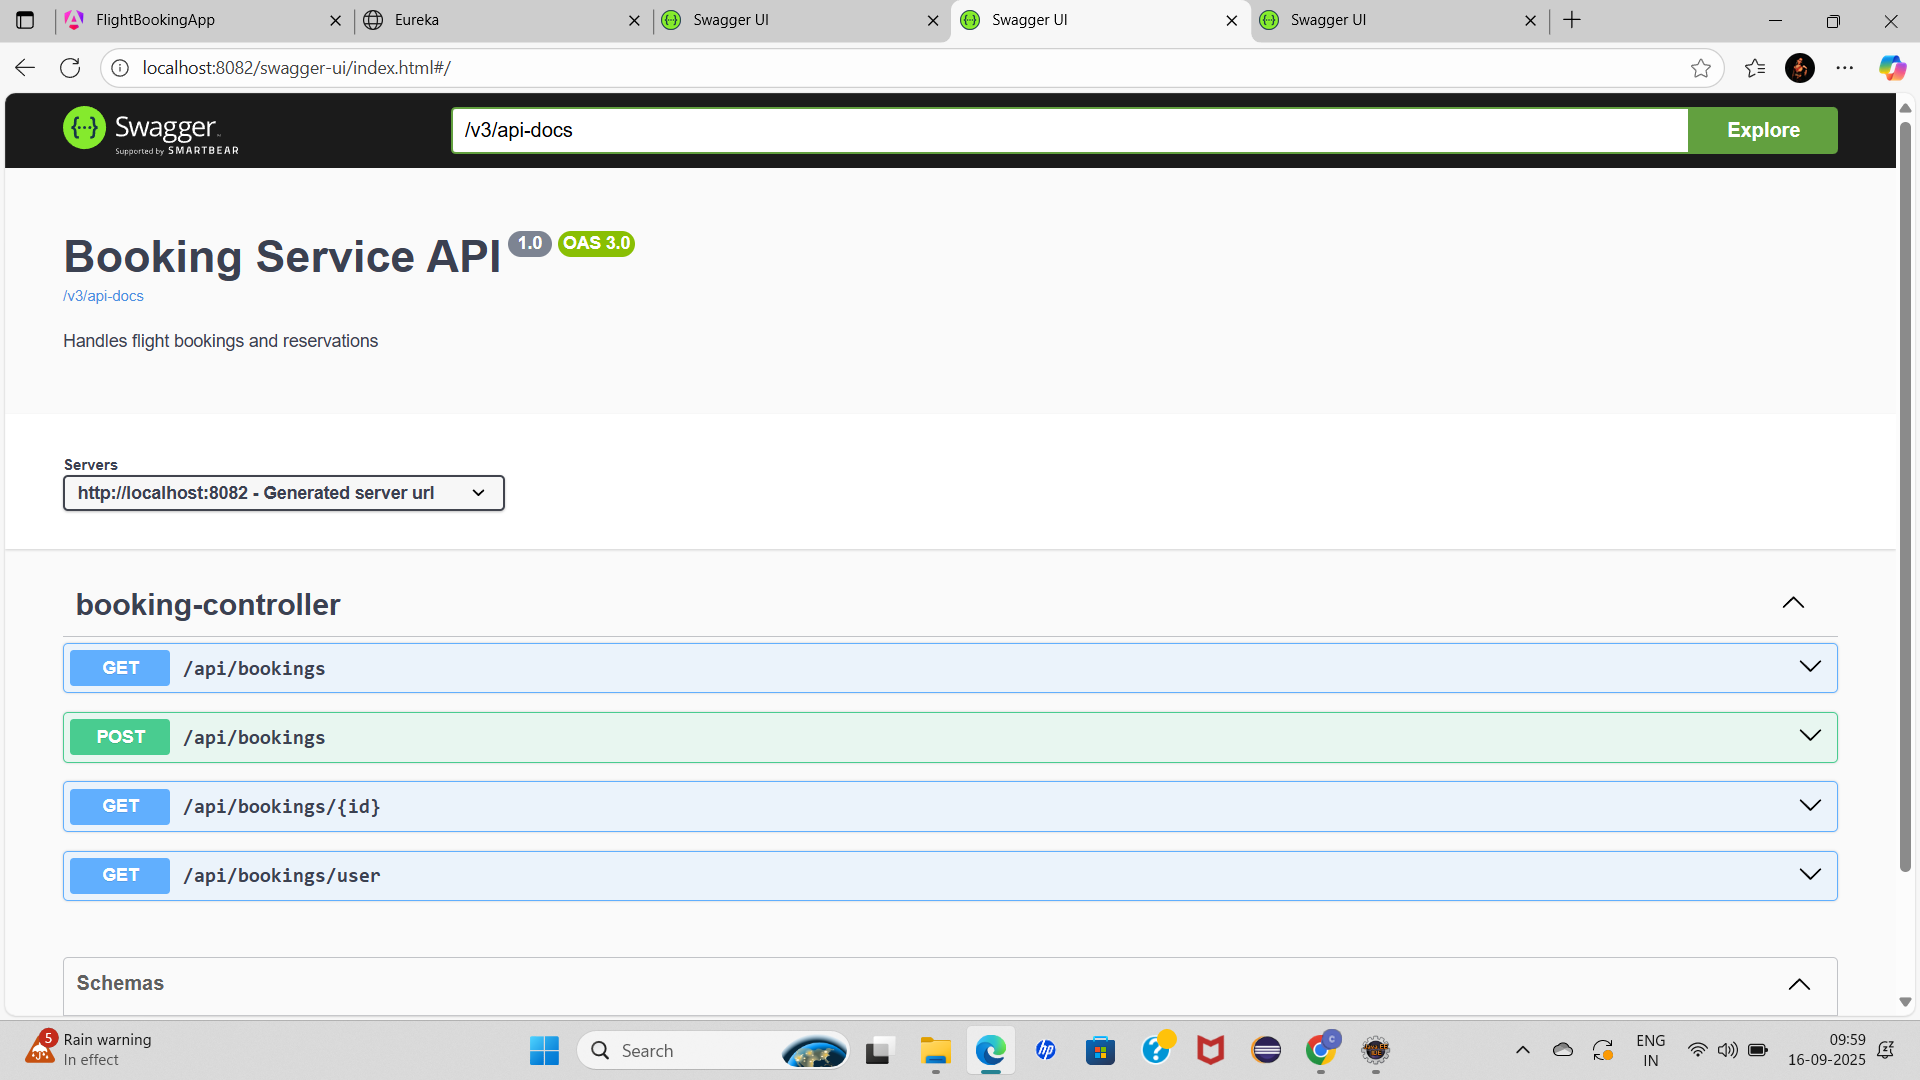 FlightBookingApp
Eureka
Swagger UI
Swagger UI
Swagger UI
localhost:8082/swagger-ui/index.html#/
Swagger
Supported by SMARTBEAR
/v3/api-docs
Explore
Booking Service API 1.0 OAS 3.0
/v3/api-docs
Handles flight bookings and reservations
Servers
http://localhost:8082 - Generated server url
booking-controller
GET /api/bookings
POST /api/bookings
GET /api/bookings/{id}
GET /api/bookings/user
Schemas
5
Rain warning
In effect
Search
hp
C
ENG
IN
09:59
16-09-2025